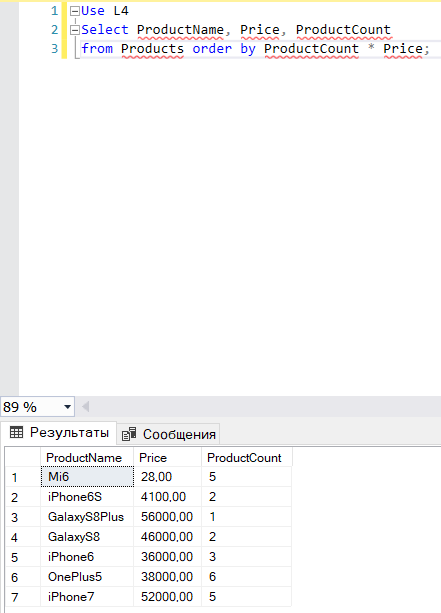 1 Use L4
2 Select ProductName, Price, ProductCount
3 from Products order by ProductCount * Price;
89 %
Результаты Сообщения
ProductName Price ProductCount
1 Mi6 28,00 5
2 iPhone6S 4100,00 2
3 GalaxyS8Plus 56000,00 1
4 GalaxyS8 46000,00 2
5 iPhone6 36000,00 3
6 OnePlus5 38000,00 6
7 iPhone7 52000,00 5